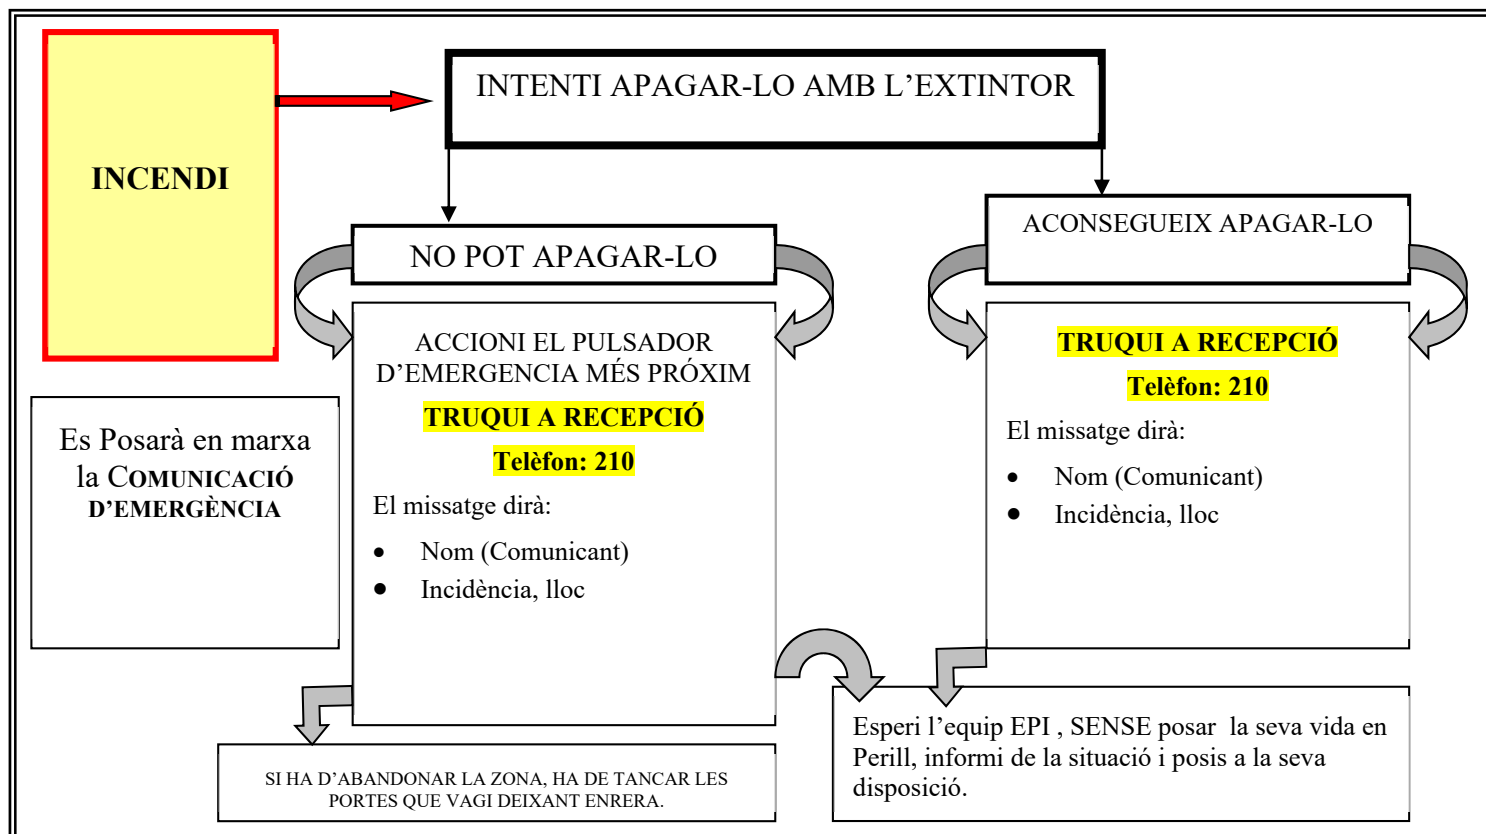 INCENDI
INTENTI APAGAR-LO AMB L’EXTINTOR
NO POT APAGAR-LO
ACONSEGUEIX APAGAR-LO
ACCIONI EL PULSADOR
D’EMERGENCIA MÉS PRÓXIM
TRUQUI A RECEPCIÓ
Telèfon: 210
El missatge dirà:
• Nom (Comunicant)
• Incidència, lloc
TRUQUI A RECEPCIÓ
Telèfon: 210
El missatge dirà:
• Nom (Comunicant)
• Incidència, lloc
Es Posarà en marxa
la COMUNICACIÓ
D’EMERGÈNCIA
SI HA D’ABANDONAR LA ZONA, HA DE TANCAR LES
PORTES QUE VAGI DEIXANT ENRERA.
Esperi l’equip EPI , SENSE posar la seva vida en
Perill, informi de la situació i posis a la seva
disposició.